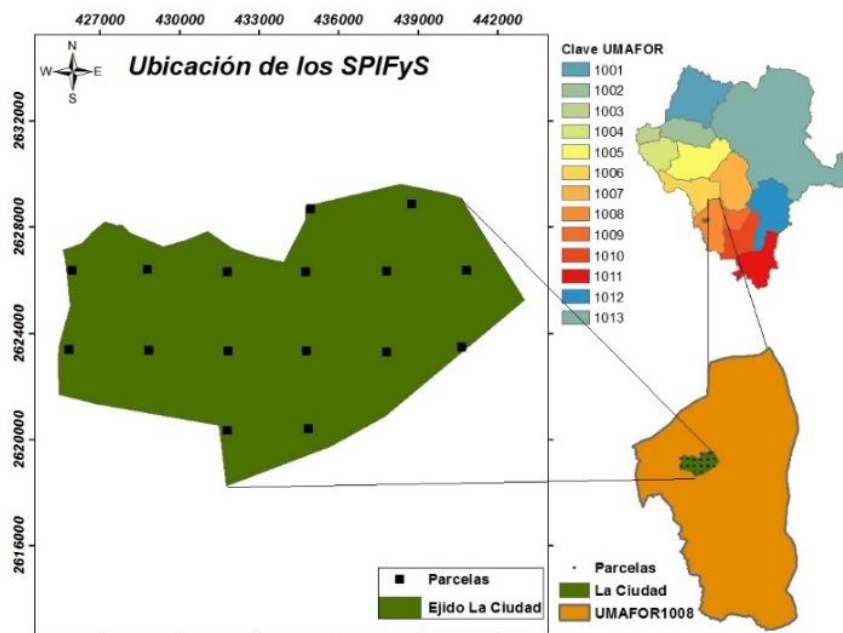 427000 430000 433000 436000 439000 442000
N
W E
S
Ubicación de los SPIFyS
2632000
2628000
2624000
2620000
2616000
Parcelas
Ejido La Ciudad
Clave UMAFOR
1001
1002
1003
1004
1005
1006
1007
1008
1009
1010
1011
1012
1013
Parcelas
La Ciudad
UMAFOR1008